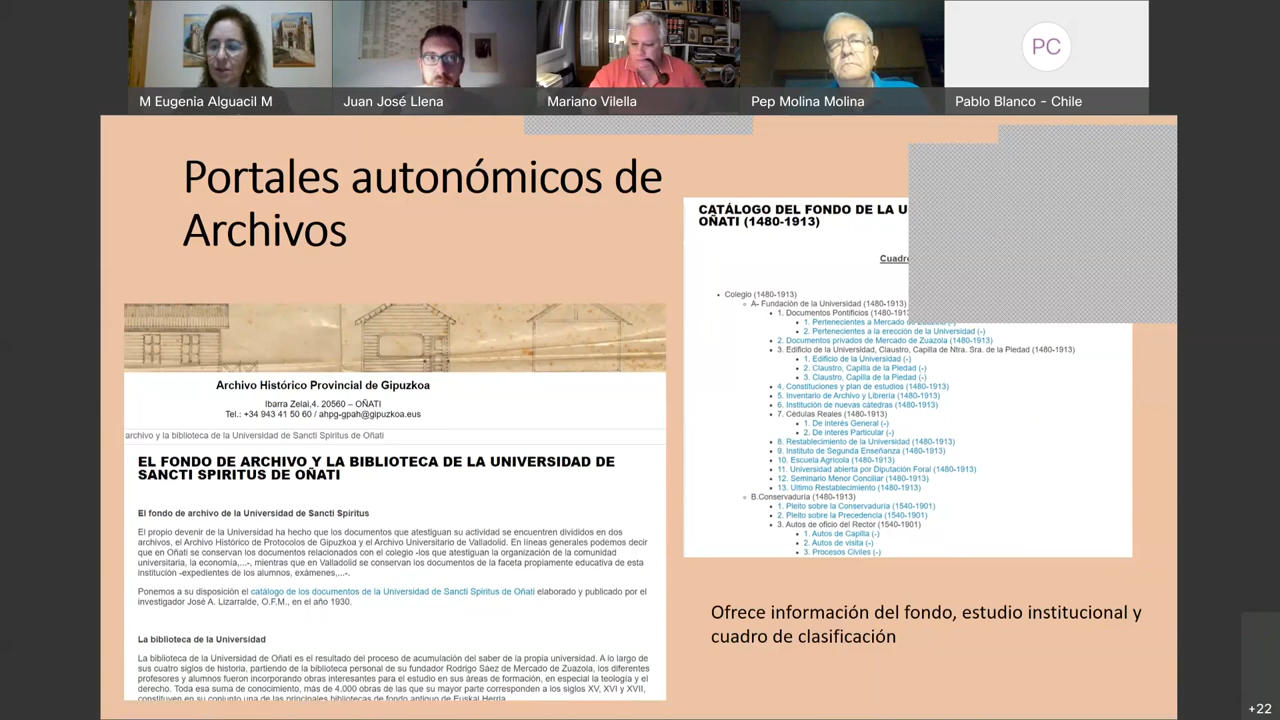 M Eugenia Alguacil M
Juan José Llena
Mariano Vilella
Pep Molina Molina
PC
Pablo Blanco - Chile
Portales autonómicos de
Archivos
Archivo Histórico Provincial de Gipuzkoa
Ibarra Zelai,4. 20560 – OÑATI
Tel.: +34 943 41 50 60 / ahpg-gpah@gipuzkoa.eus
archivo y la biblioteca de la Universidad de Sancti Spiritus de Oñati
EL FONDO DE ARCHIVO Y LA BIBLIOTECA DE LA UNIVERSIDAD DE
SANCTI SPIRITUS DE OÑATI
El fondo de archivo de la Universidad de Sancti Spiritus
El propio devenir de la Universidad ha hecho que los documentos que atestiguan su actividad se encuentren divididos en dos
archivos, el Archivo Histórico de Protocolos de Gipuzkoa y el Archivo Universitario de Valladolid. En líneas generales podemos decir
que en Oñati se conservan los documentos relacionados con el colegio -los que atestiguan la organización de la comunidad
universitaria, la economía,...-, mientras que en Valladolid se conservan los documentos de la faceta propiamente educativa de esta
institución -expedientes de los alumnos, exámenes,...-.
Ponemos a su disposición el catálogo de los documentos de la Universidad de Sancti Spiritus de Oñati elaborado y publicado por el
investigador José A. Lizarralde, O.F.M., en el año 1930.
La biblioteca de la Universidad
La biblioteca de la Universidad de Oñati es el resultado del proceso de acumulación del saber de la propia universidad. A lo largo de
sus cuatro siglos de historia, partiendo de la biblioteca personal de su fundador Rodrigo Sáez de Mercado de Zuazola, los diferentes
profesores y alumnos fueron incorporando obras interesantes para el estudio en sus áreas de formación, en especial la teología y el
derecho. Toda esa suma de conocimiento, más de 4.000 obras de las que su mayor parte corresponden a los siglos XV, XVI y XVII,
constituyen en su conjunto una de las principales bibliotecas de fondo antiguo de Euskal Herria.
CATÁLOGO DEL FONDO DE LA U
OÑATI (1480-1913)
Cuadro
Colegio (1480-1913)
A- Fundación de la Universidad (1480-1913)
1. Documentos Pontificios (1480-1913
1. Pertenecientes a Mercado de Zuazola (-)
2. Pertenecientes a la erección de la Universidad (-)
2. Documentos privados de Mercado de Zuazola (1480-1913)
3. Edificio de la Universidad, Claustro, Capilla de Ntra. Sra. de la Piedad (1480-1913)
1. Edificio de la Universidad (-)
2. Claustro, Capilla de la Piedad (-)
3. Claustro, Capilla de la Piedad (-)
4. Constituciones y plan de estudios (1480-1913)
5. Inventario de Archivo y Librería (1480-1913)
6. Institución de nuevas cátedras (1480-1913)
7. Cédulas Reales (1480-1913)
1. De interés General (-)
2. De interés Particular (-)
8. Restablecimiento de la Universidad (1480-1913)
9. Instituto de Segunda Enseñanza (1480-1913)
10. Escuela Agrícola (1480-1913)
11. Universidad abierta por Diputación Foral (1480-1913)
12. Seminario Menor Conciliar (1480-1913)
13. Ultimo Restablecimiento (1480-1913)
B.Conservaduría (1480-1913)
1. Pleito sobre la Conservaduría (1540-1901)
2. Pleito sobre la Precedencia (1540-1901)
3. Autos de oficio del Rector (1540-1901)
1. Autos de Capilla (-)
2. Autos de visita (-)
3. Procesos Civiles (-)
Ofrece información del fondo, estudio institucional y
cuadro de clasificación
+22